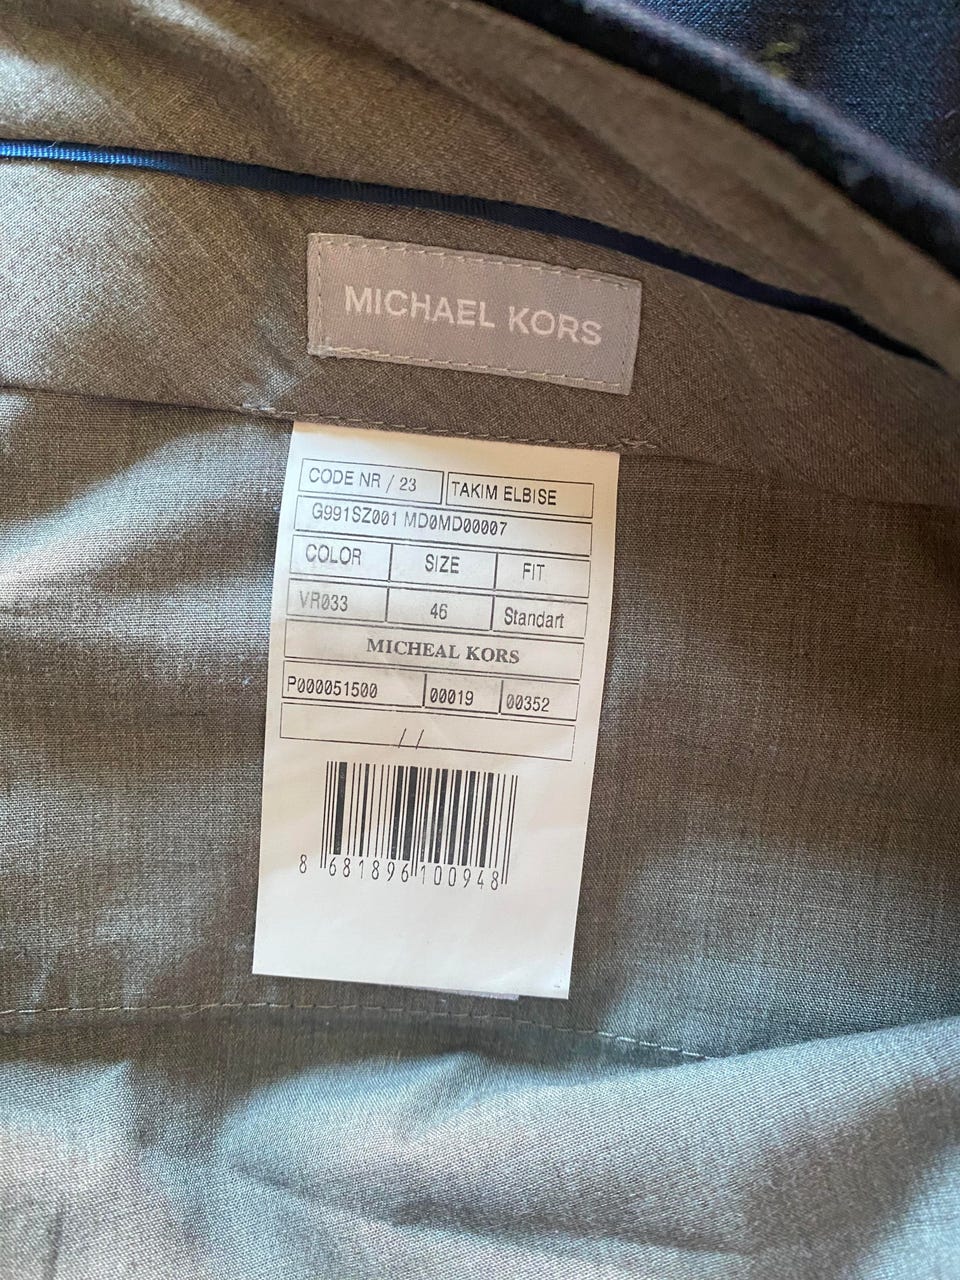 MICHAEL KORS
CODE NR / 23 TAKIM ELBISE
G991SZ001 MD0MD00007
COLOR SIZE FIT
VR033 46 Standart
MICHEAL KORS
P000051500 00019 00352
/ /
8 681896 100948